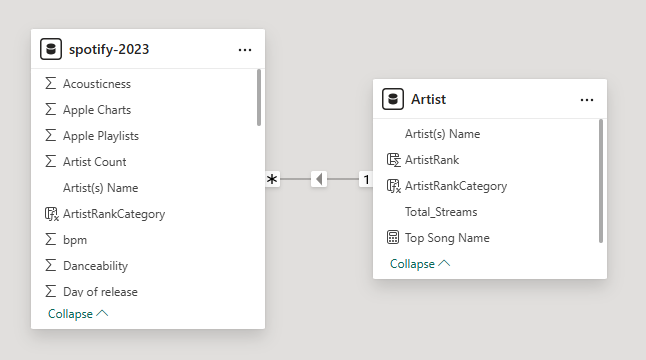 spotify-2023
Acousticness
Apple Charts
Apple Playlists
Artist Count
Artist(s) Name
ArtistRankCategory
bpm
Danceability
Day of release
Collapse
* 1
Artist
Artist(s) Name
ArtistRank
ArtistRankCategory
Total_Streams
Top Song Name
Collapse